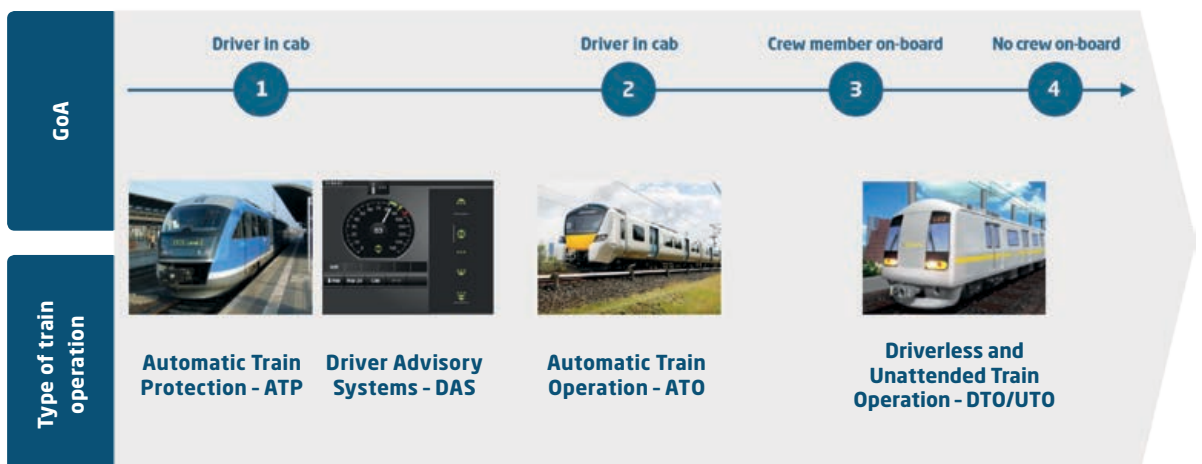 GoA
Driver in cab
Driver in cab
Crew member on-board
No crew on-board
1
2
3
4
Type of train
operation
Automatic Train
Protection – ATP
Driver Advisory
Systems – DAS
Automatic Train
Operation – ATO
Driverless and
Unattended Train
Operation – DTO/UTO